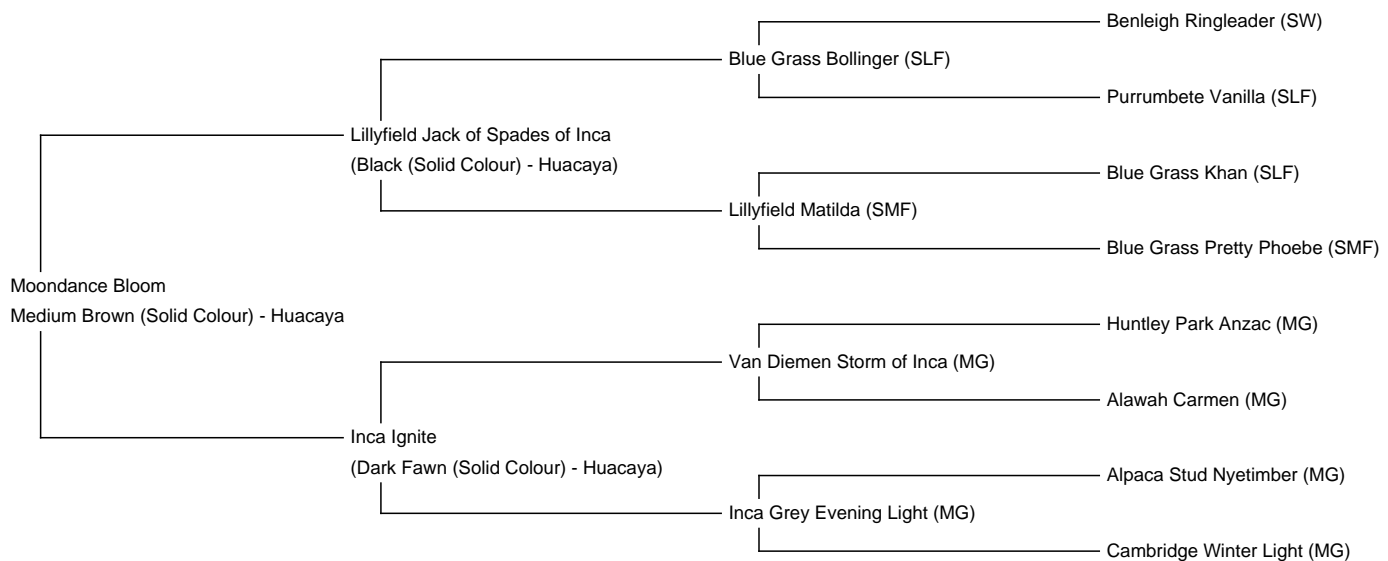 Benleigh Ringleader (SW)
Blue Grass Bollinger (SLF)
Purrumbete Vanilla (SLF)
Lillyfield Jack of Spades of Inca
(Black (Solid Colour) - Huacaya)
Blue Grass Khan (SLF)
Lillyfield Matilda (SMF)
Blue Grass Pretty Phoebe (SMF)
Moondance Bloom
Medium Brown (Solid Colour) - Huacaya
Huntley Park Anzac (MG)
Van Diemen Storm of Inca (MG)
Alawah Carmen (MG)
Inca Ignite
(Dark Fawn (Solid Colour) - Huacaya)
Alpaca Stud Nyetimber (MG)
Inca Grey Evening Light (MG)
Cambridge Winter Light (MG)